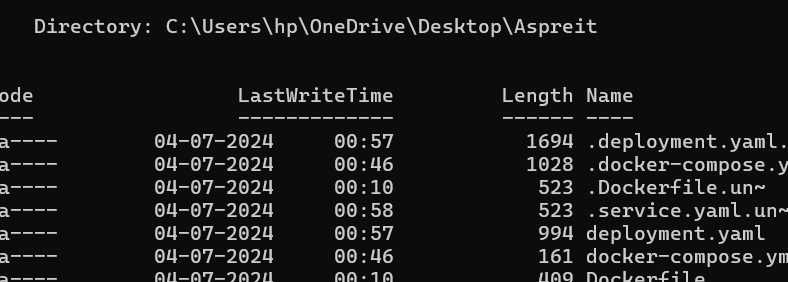 Directory: C:\Users\hp\OneDrive\Desktop\Aspreit
ode LastWriteTime Length Name
--- ------------- ------ ----
a---- 04-07-2024 00:57 1694 .deployment.yaml.
a---- 04-07-2024 00:46 1028 .docker-compose.y
a---- 04-07-2024 00:10 523 .Dockerfile.un~
a---- 04-07-2024 00:58 523 .service.yaml.un~
a---- 04-07-2024 00:57 994 deployment.yaml
a---- 04-07-2024 00:46 161 docker-compose.ym
a---- 04-07-2024 00:10 409 Dockerfile